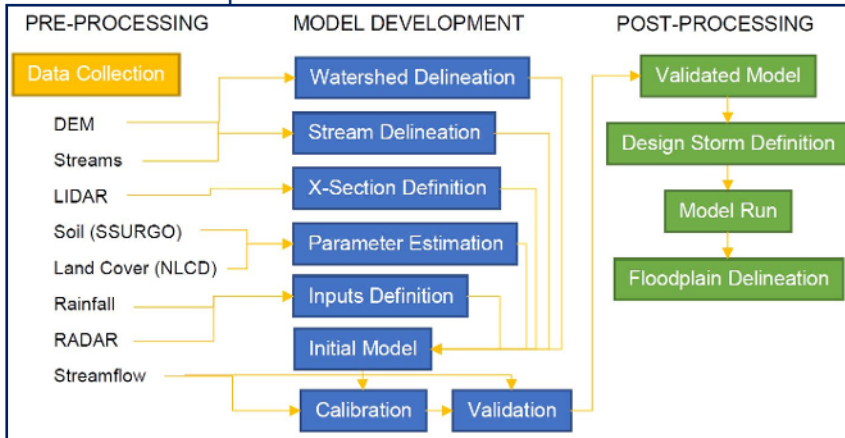 PRE-PROCESSING
MODEL DEVELOPMENT
POST-PROCESSING
Data Collection
DEM
Streams
LIDAR
Soil (SSURGO)
Land Cover (NLCD)
Rainfall
RADAR
Streamflow
Watershed Delineation
Stream Delineation
X-Section Definition
Parameter Estimation
Inputs Definition
Initial Model
Calibration
Validation
Validated Model
Design Storm Definition
Model Run
Floodplain Delineation